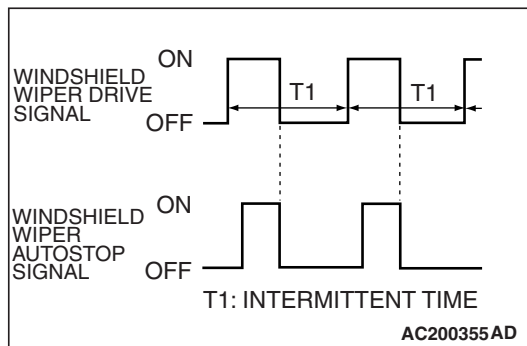 ON
WINDSHIELD
WIPER DRIVE
SIGNAL
T1
T1
OFF
ON
WINDSHIELD
WIPER
AUTOSTOP
SIGNAL
OFF
T1: INTERMITTENT TIME
AC200355AD